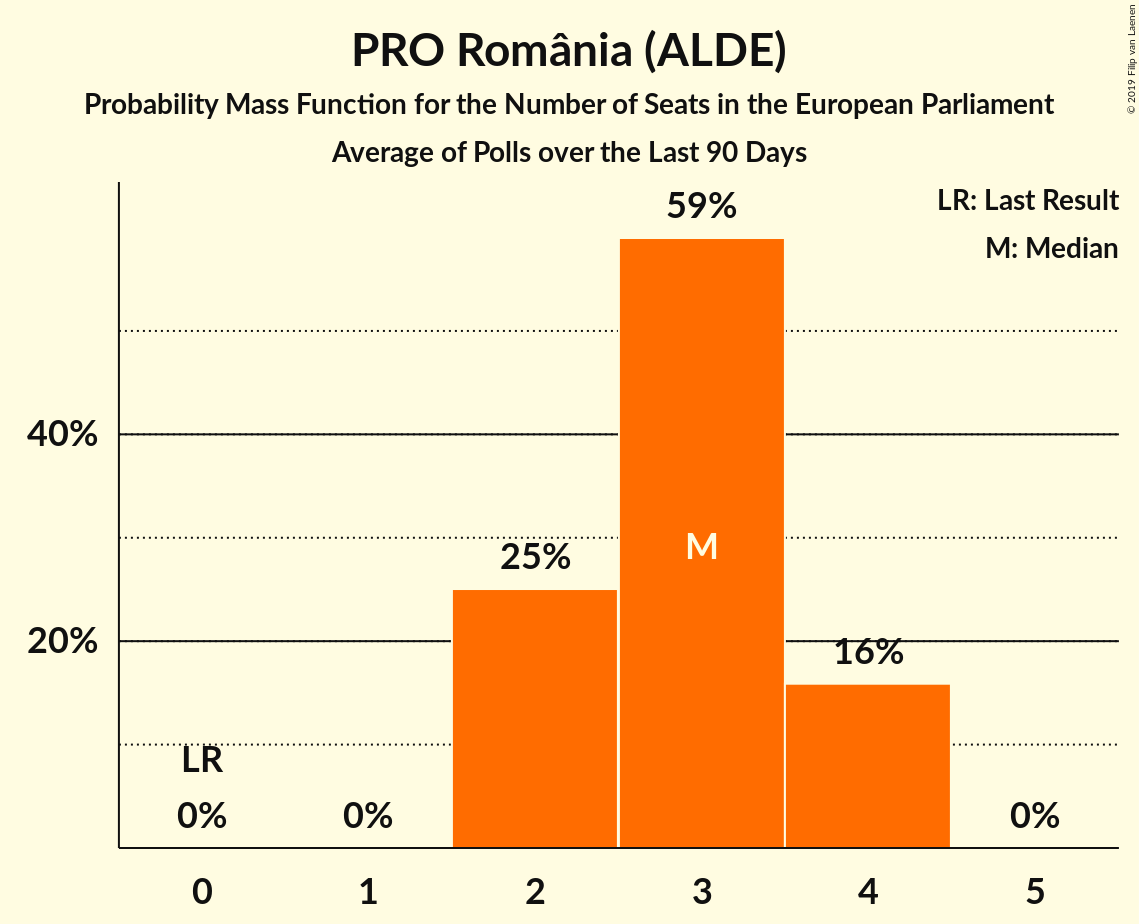 PRO România (ALDE)
Probability Mass Function for the Number of Seats in the European Parliament
Average of Polls over the Last 90 Days
© 2019 Filip van Laenen
LR: Last Result
M: Median
59%
40%
M
25%
20%
16%
LR
0%
0%
0%
0
1
2
3
4
5